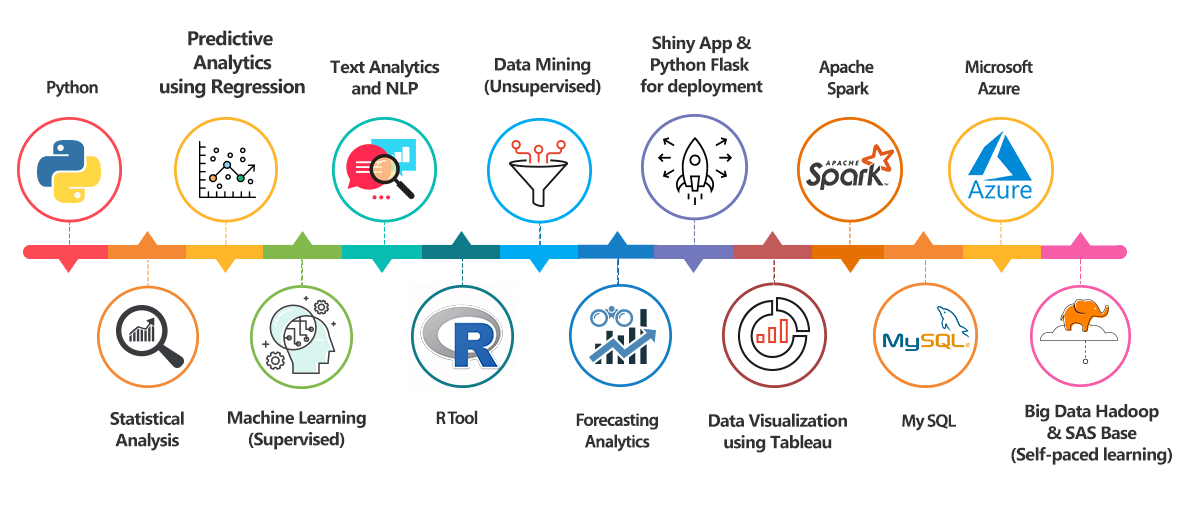 Python
Statistical
Analysis
Predictive
Analytics
using Regression
Machine Learning
(Supervised)
Text Analytics
and NLP
R
R Tool
Data Mining
(Unsupervised)
Forecasting
Analytics
Shiny App &
Python Flask
for deployment
Data Visualization
using Tableau
Apache
Spark
APACHE
Spark™
MySQL®
My SQL
Microsoft
Azure
Azure
Big Data Hadoop
& SAS Base
(Self-paced learning)